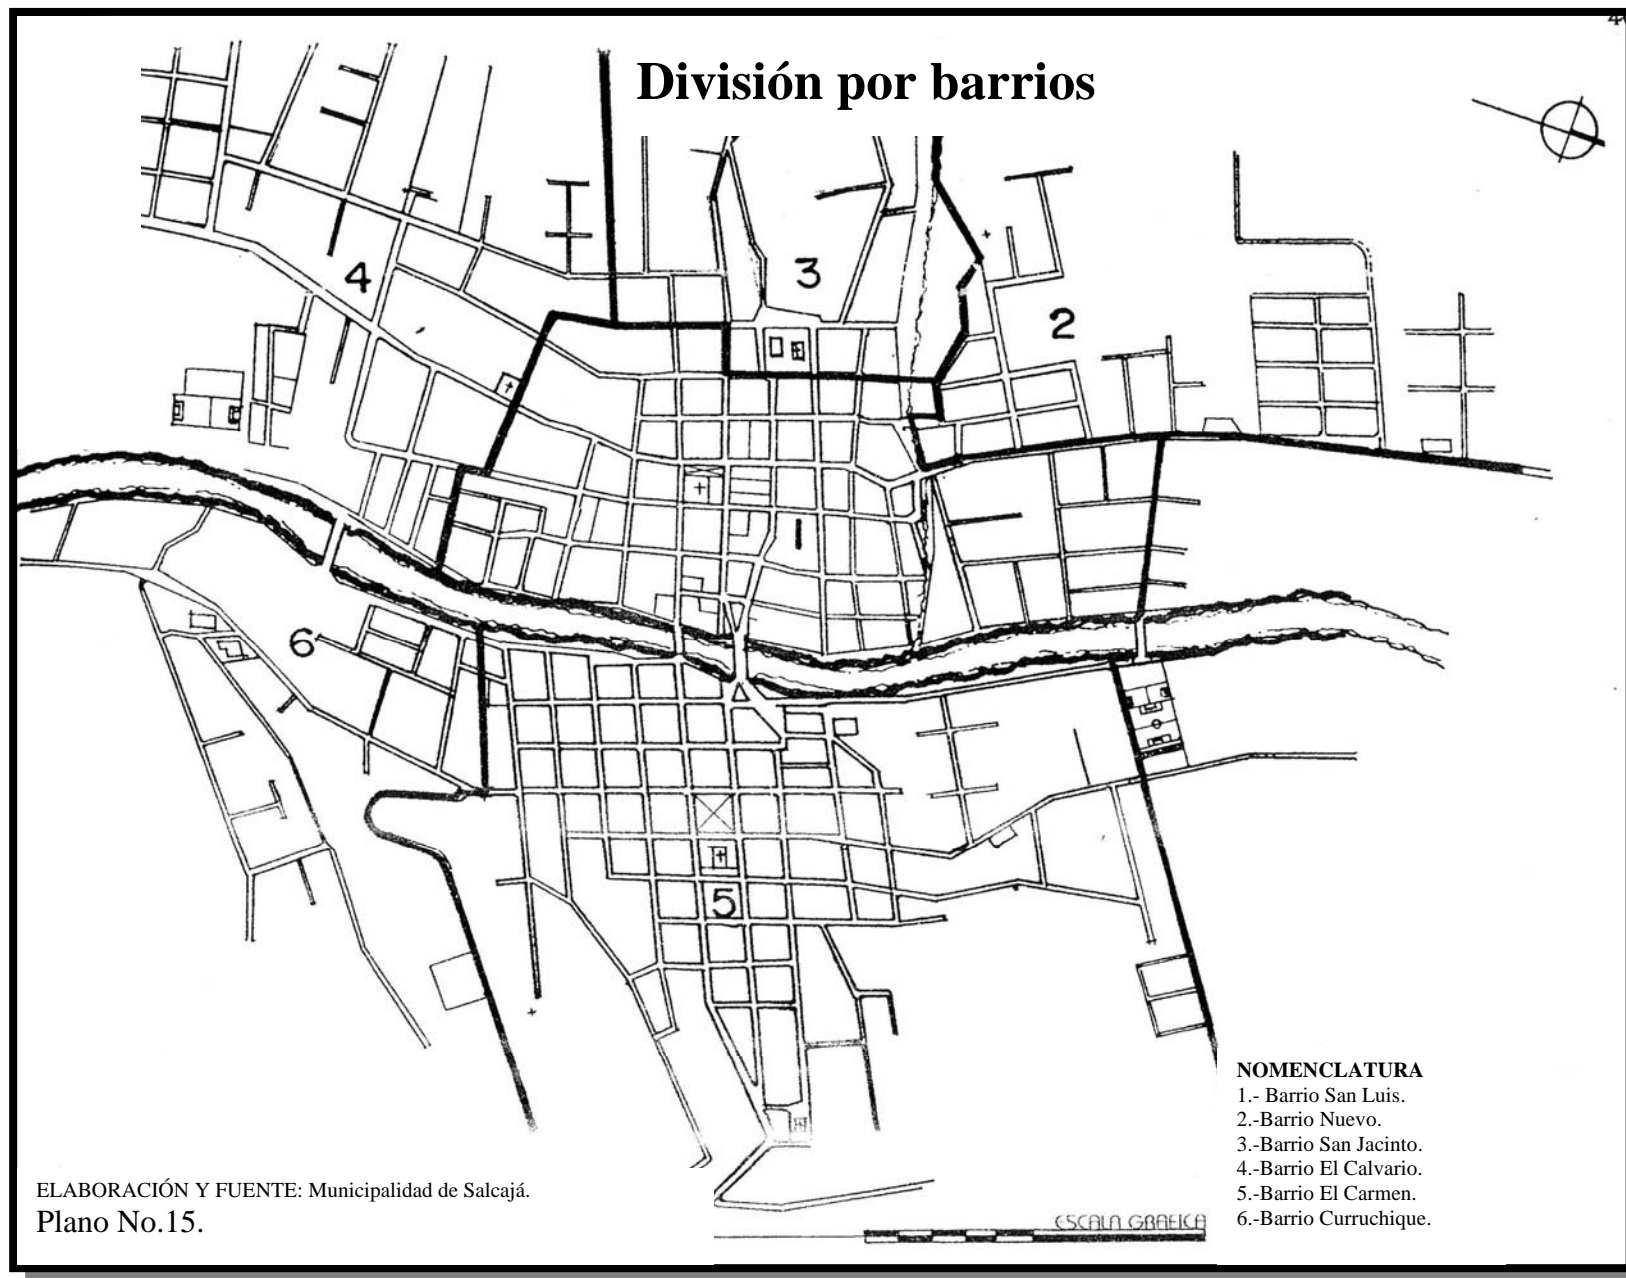 División por barrios
4
3
2
1
6
5
NOMENCLATURA
1.- Barrio San Luis.
2.-Barrio Nuevo.
3.-Barrio San Jacinto.
4.-Barrio El Calvario.
5.-Barrio El Carmen.
6.-Barrio Curruchique.
ELABORACIÓN Y FUENTE: Municipalidad de Salcajá.
Plano No.15.
ESCALA GRAFICA